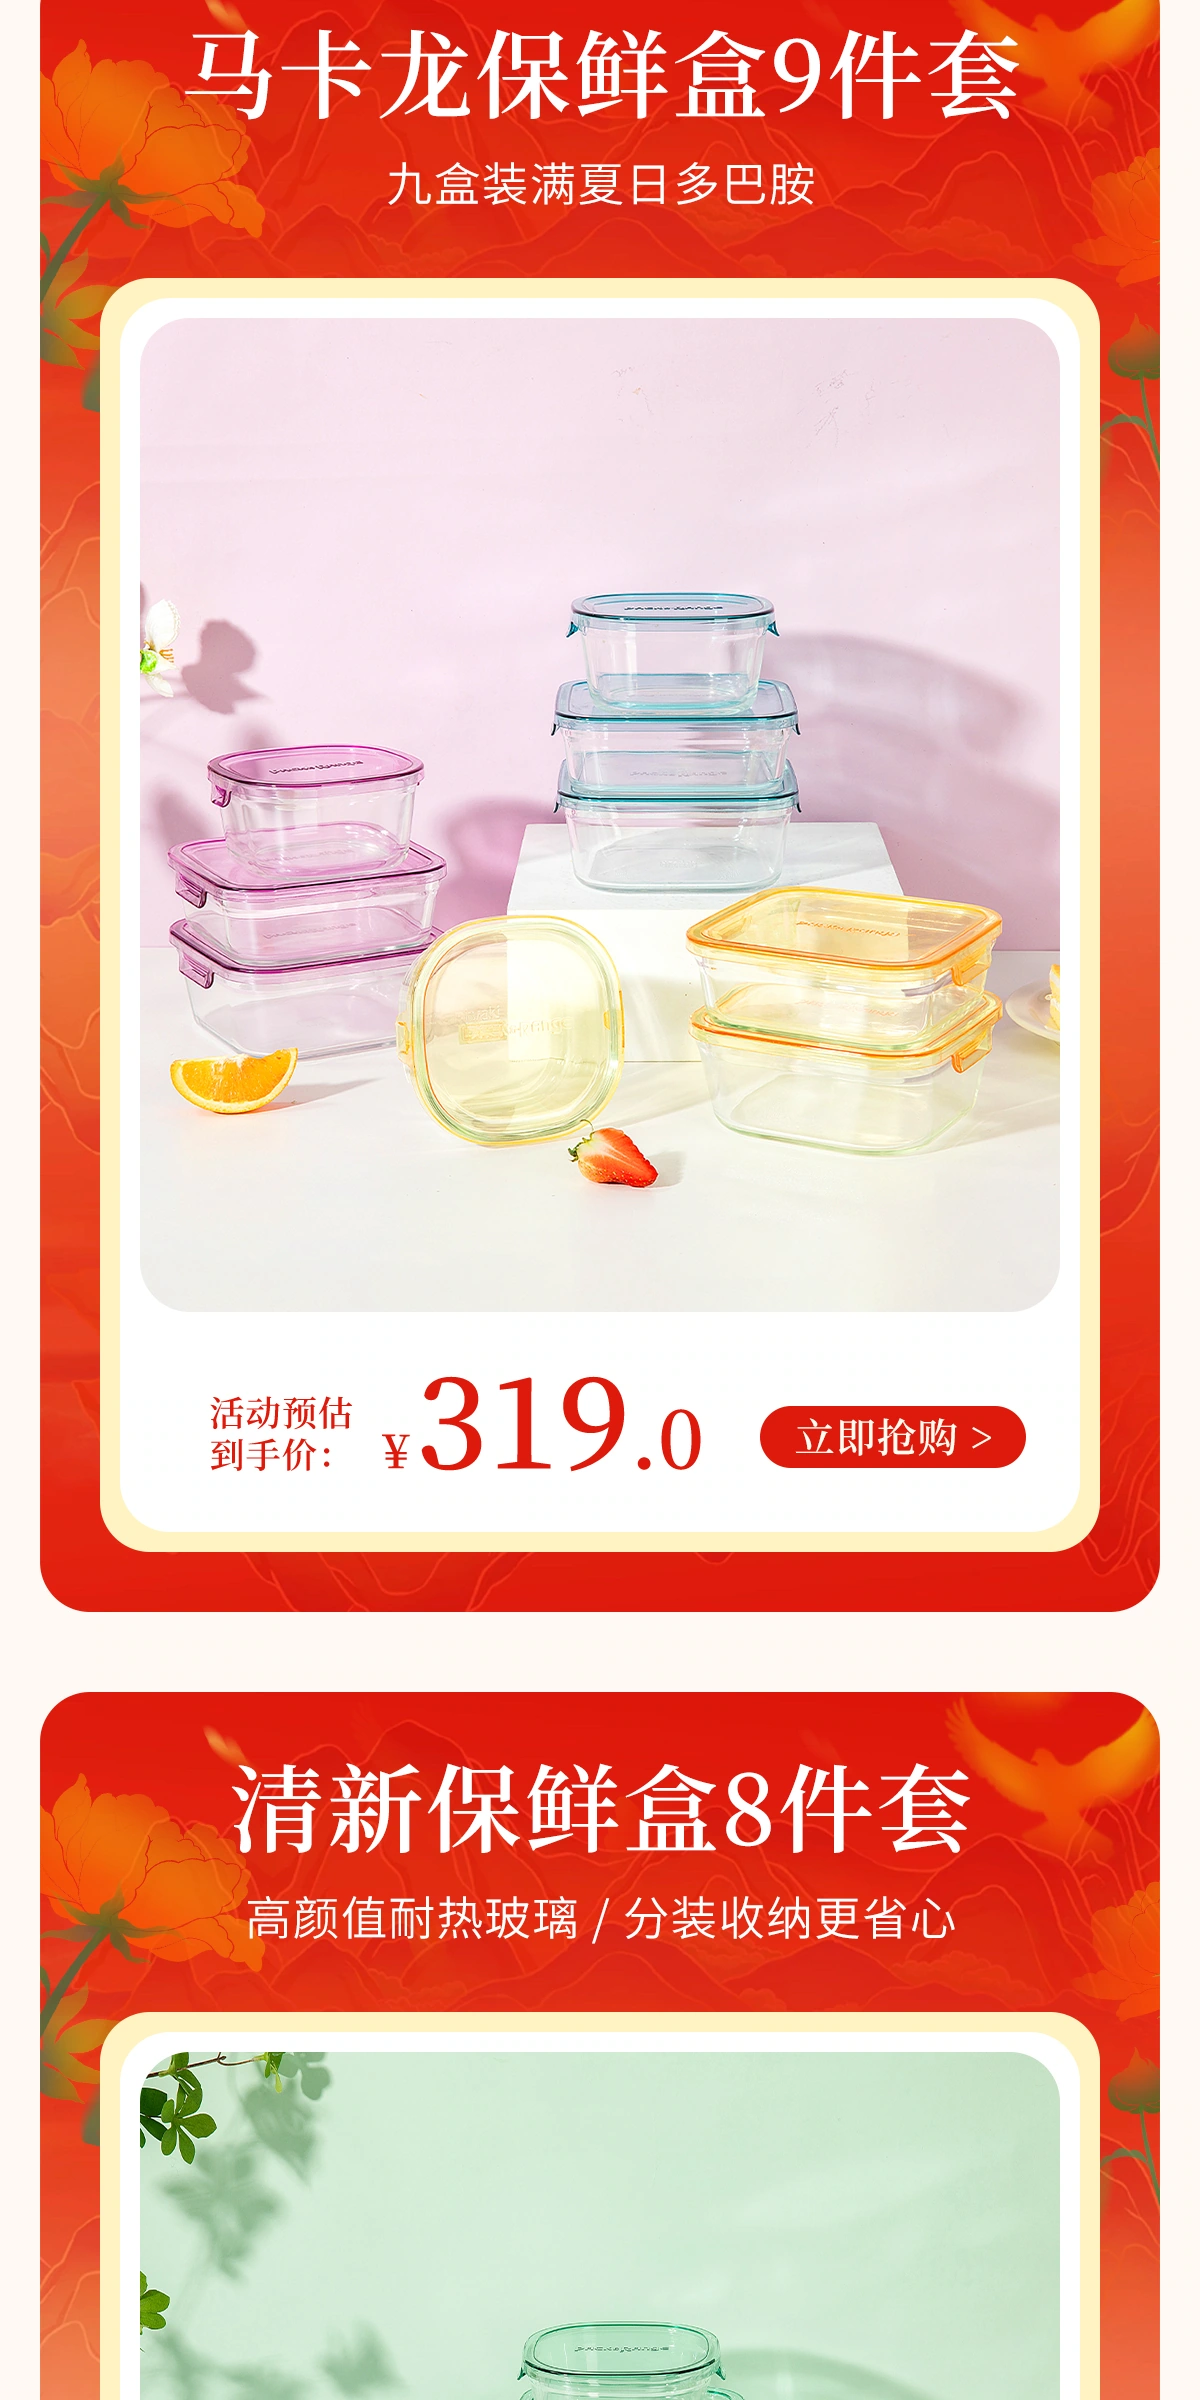 马卡龙保鲜盒9件套
九盒装满夏日多巴胺
活动预估
到手价：
¥319.0
立即抢购 >
清新保鲜盒8件套
高颜值耐热玻璃 / 分装收纳更省心